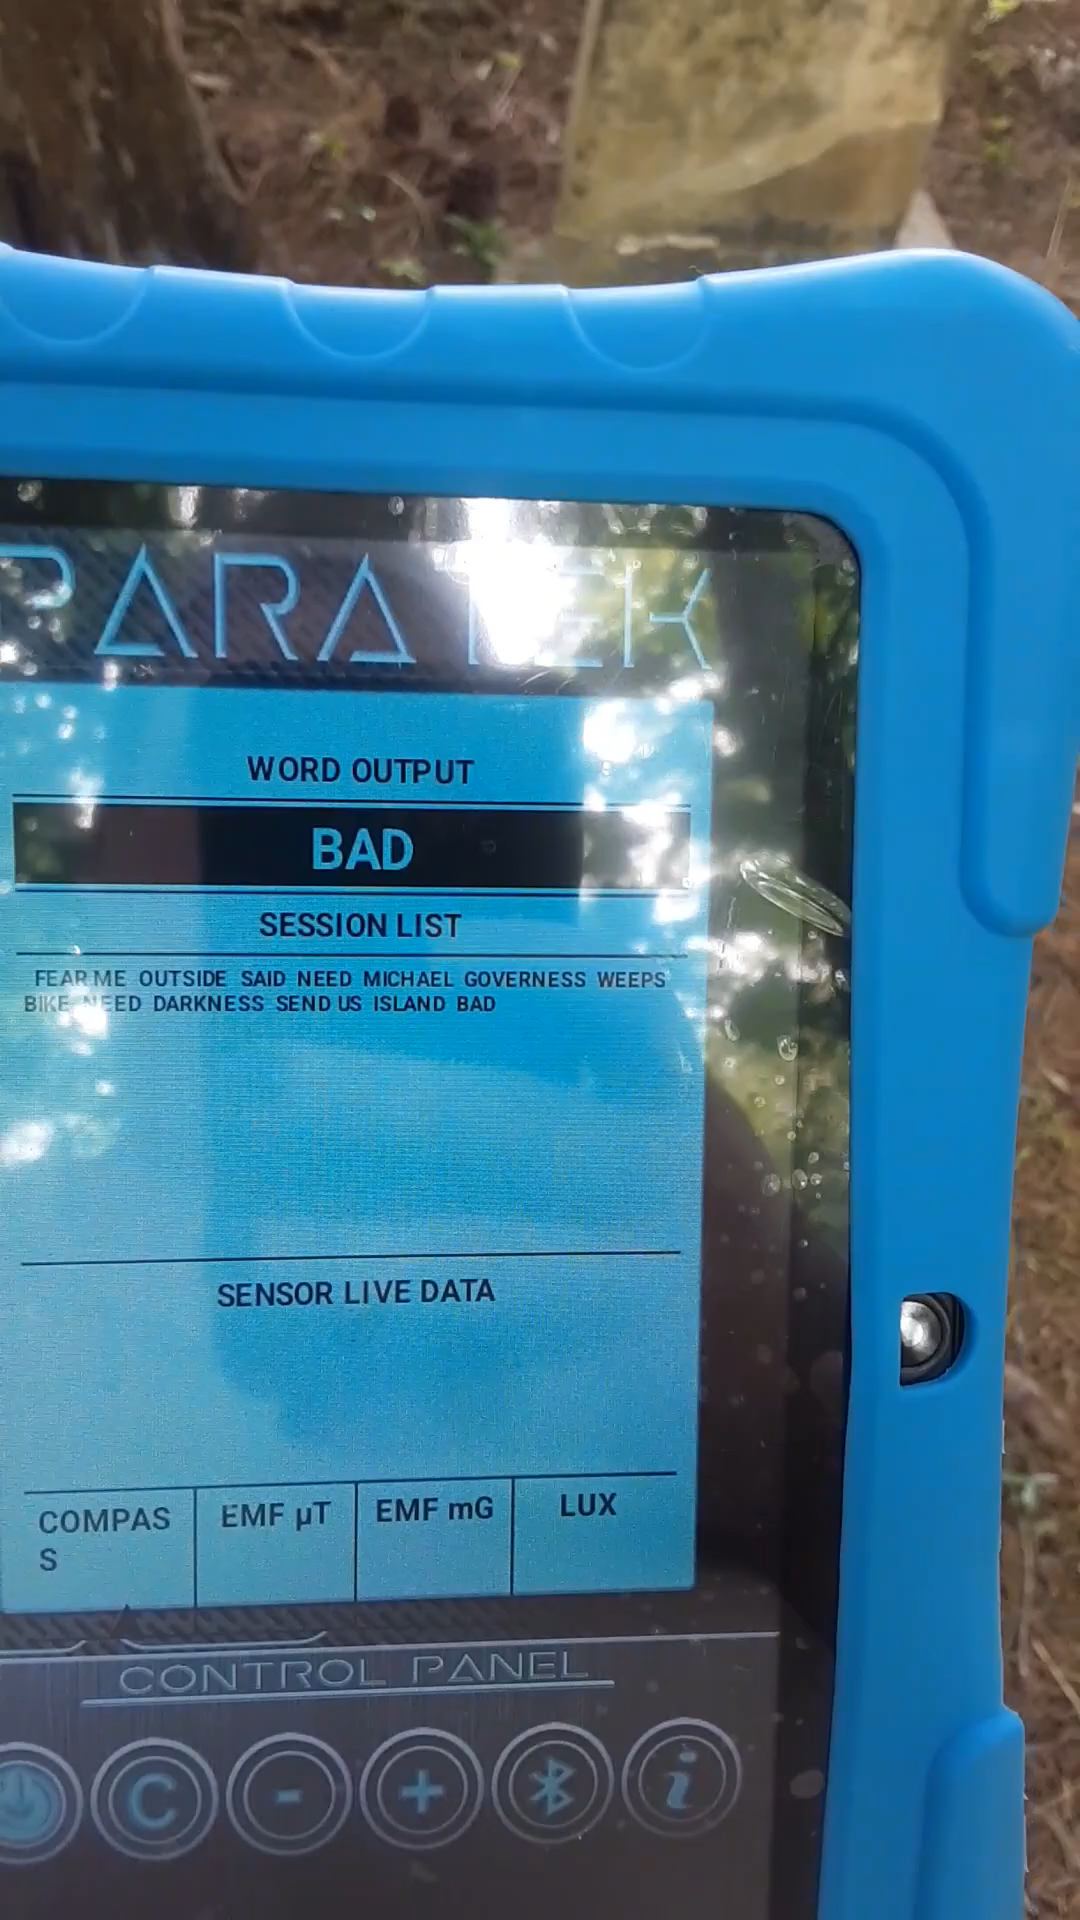 PARA TEK
WORD OUTPUT
BAD
SESSION LIST
FEAR ME OUTSIDE SAID NEED MICHAEL GOVERNESS WEEPS
BIKE NEED DARKNESS SEND US ISLAND BAD
SENSOR LIVE DATA
COMPAS
S
EMF µT
EMF mG
LUX
CONTROL PANEL
C
-
+
i